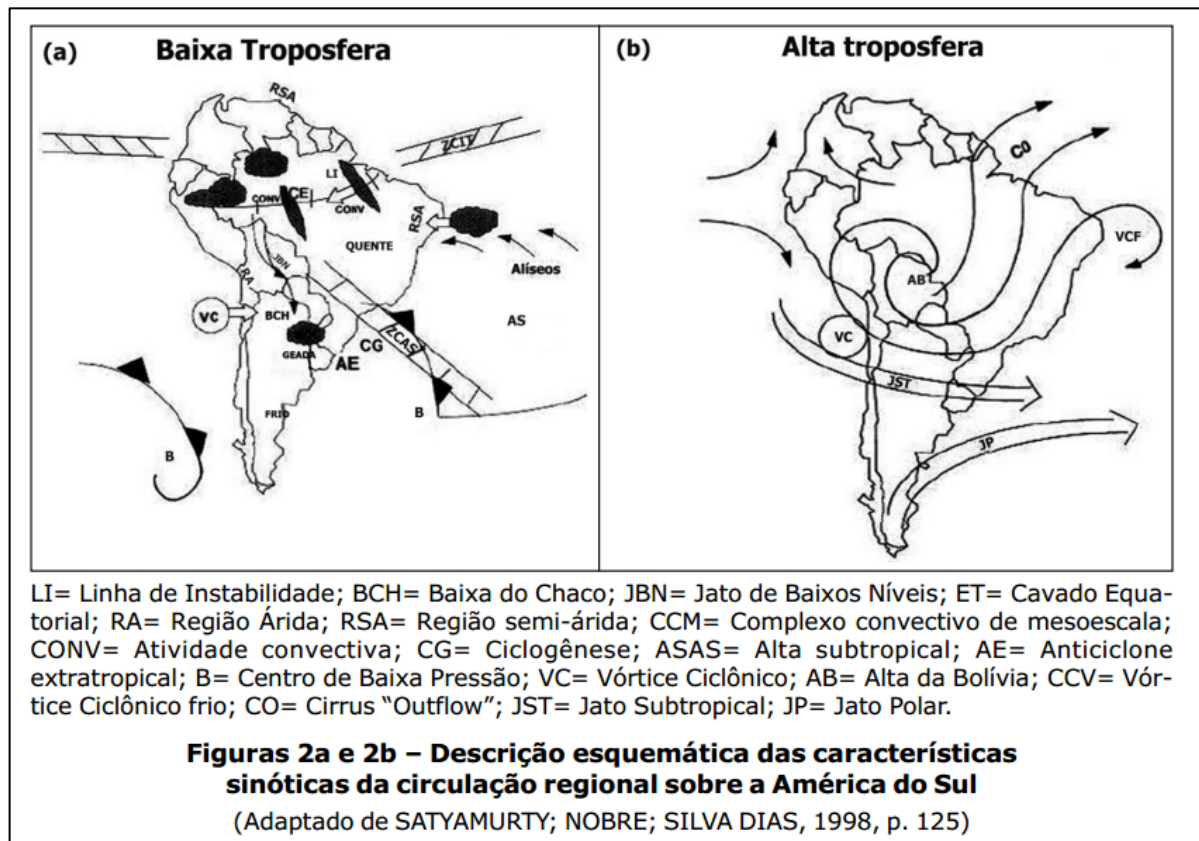 (a) Baixa Troposfera
RSA
ZCIT
LI
CONV
CE
CONV
RSA
QUENTE
JBN
Alíseos
RA
VC
BCH
AS
GEADA
AE
CG
ZCAS
FRIO
B
B
(b) Alta troposfera
CO
VCF
AB
VC
JST
JP
LI= Linha de Instabilidade; BCH= Baixa do Chaco; JBN= Jato de Baixos Níveis; ET= Cavado Equa-
torial; RA= Região Árida; RSA= Região semi-árida; CCM= Complexo convectivo de mesoescala;
CONV= Atividade convectiva; CG= Ciclogênese; ASAS= Alta subtropical; AE= Anticiclone
extratropical; B= Centro de Baixa Pressão; VC= Vórtice Ciclônico; AB= Alta da Bolívia; CCV= Vór-
tice Ciclônico frio; CO= Cirrus “Outflow”; JST= Jato Subtropical; JP= Jato Polar.
Figuras 2a e 2b – Descrição esquemática das características
sinóticas da circulação regional sobre a América do Sul
(Adaptado de SATYAMURTY; NOBRE; SILVA DIAS, 1998, p. 125)